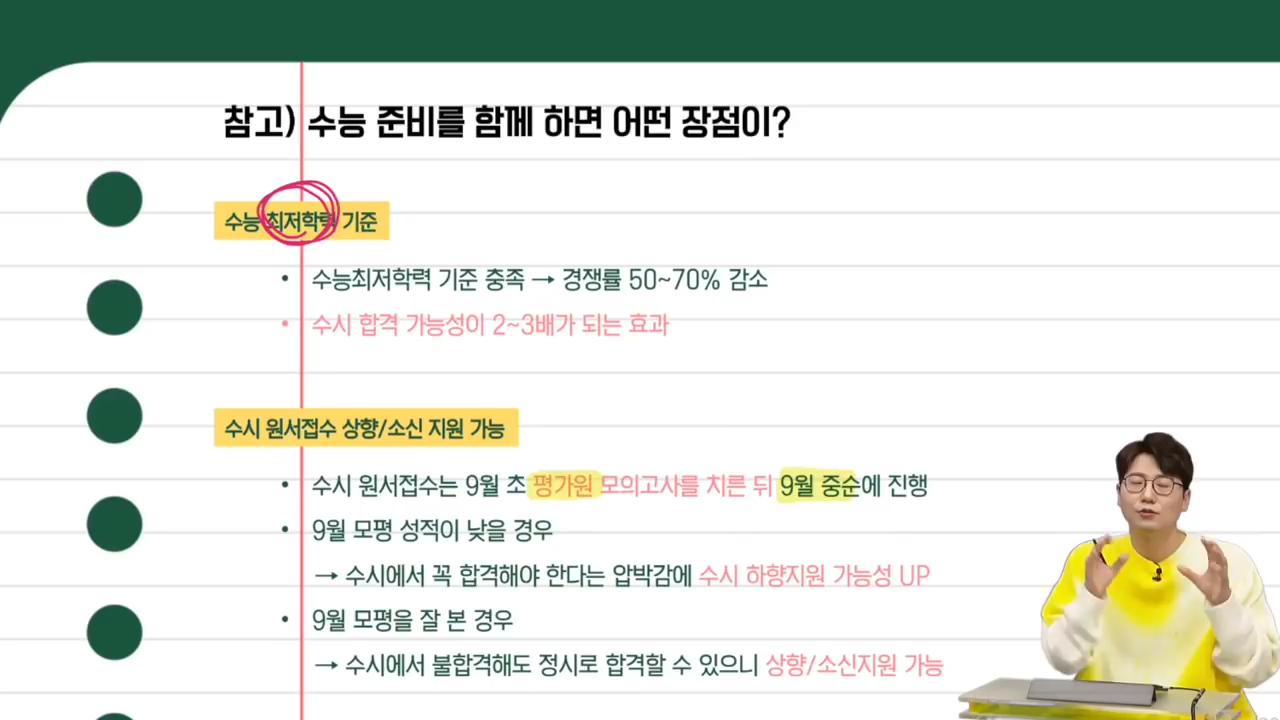 참고) 수능 준비를 함께 하면 어떤 장점이?
수능 최저학력 기준
• 수능최저학력 기준 충족 → 경쟁률 50~70% 감소
• 수시 합격 가능성이 2~3배가 되는 효과
수시 원서접수 상향/소신 지원 가능
• 수시 원서접수는 9월 초 평가원 모의고사를 치른 뒤 9월 중순에 진행
• 9월 모평 성적이 낮을 경우
→ 수시에서 꼭 합격해야 한다는 압박감에 수시 하향지원 가능성 UP
• 9월 모평을 잘 본 경우
→ 수시에서 불합격해도 정시로 합격할 수 있으니 상향/소신지원 가능